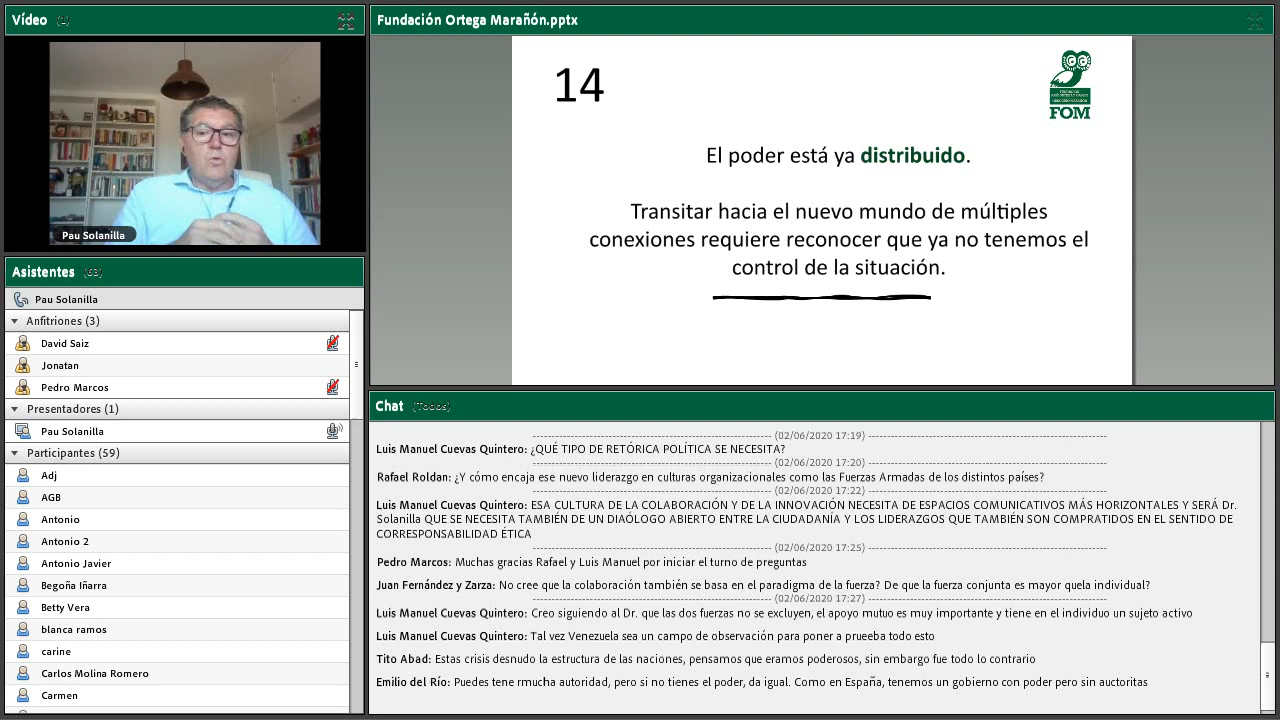 Vídeo (1)
Pau Solanilla
Asistentes (63)
Pau Solanilla
Anfitriones (3)
David Saiz
Jonatan
Pedro Marcos
Presentadores (1)
Pau Solanilla
Participantes (59)
Adj
AGB
Antonio
Antonio 2
Antonio Javier
Begoña Iñarra
Betty Vera
blanca ramos
carine
Carlos Molina Romero
Carmen
Fundación Ortega Marañón.pptx
14
FOM
El poder está ya distribuido.
Transitar hacia el nuevo mundo de múltiples
conexiones requiere reconocer que ya no tenemos el
control de la situación.
Chat (Todos)
(02/06/2020 17:19)
Luis Manuel Cuevas Quintero: ¿QUÉ TIPO DE RETÓRICA POLÍTICA SE NECESITA?
(02/06/2020 17:20)
Rafael Roldan: ¿Y cómo encaja ese nuevo liderazgo en culturas organizacionales como las Fuerzas Armadas de los distintos países?
(02/06/2020 17:22)
Luis Manuel Cuevas Quintero: ESA CULTURA DE LA COLABORACIÓN Y DE LA INNOVACIÓN NECESITA DE ESPACIOS COMUNICATIVOS MÁS HORIZONTALES Y SERÁ Dr.
Solanilla QUE SE NECESITA TAMBIÉN DE UN DIAÓLOGO ABIERTO ENTRE LA CIUDADANÍA Y LOS LIDERAZGOS QUE TAMBIÉN SON COMPRATIDOS EN EL SENTIDO DE
CORRESPONSABILIDAD ÉTICA
(02/06/2020 17:25)
Pedro Marcos: Muchas gracias Rafael y Luis Manuel por iniciar el turno de preguntas
Juan Fernández y Zarza: No cree que la colaboración también se basa en el paradigma de la fuerza? De que la fuerza conjunta es mayor quela individual?
(02/06/2020 17:27)
Luis Manuel Cuevas Quintero: Creo siguiendo al Dr. que las dos fuerzas no se excluyen, el apoyo mutuo es muy importante y tiene en el individuo un sujeto activo
Luis Manuel Cuevas Quintero: Tal vez Venezuela sea un campo de observación para poner a prueeba todo esto
Tito Abad: Estas crisis desnudo la estructura de las naciones, pensamos que eramos poderosos, sin embargo fue todo lo contrario
Emilio del Río: Puedes tene rmucha autoridad, pero si no tienes el poder, da igual. Como en España, tenemos un gobierno con poder pero sin auctoritas